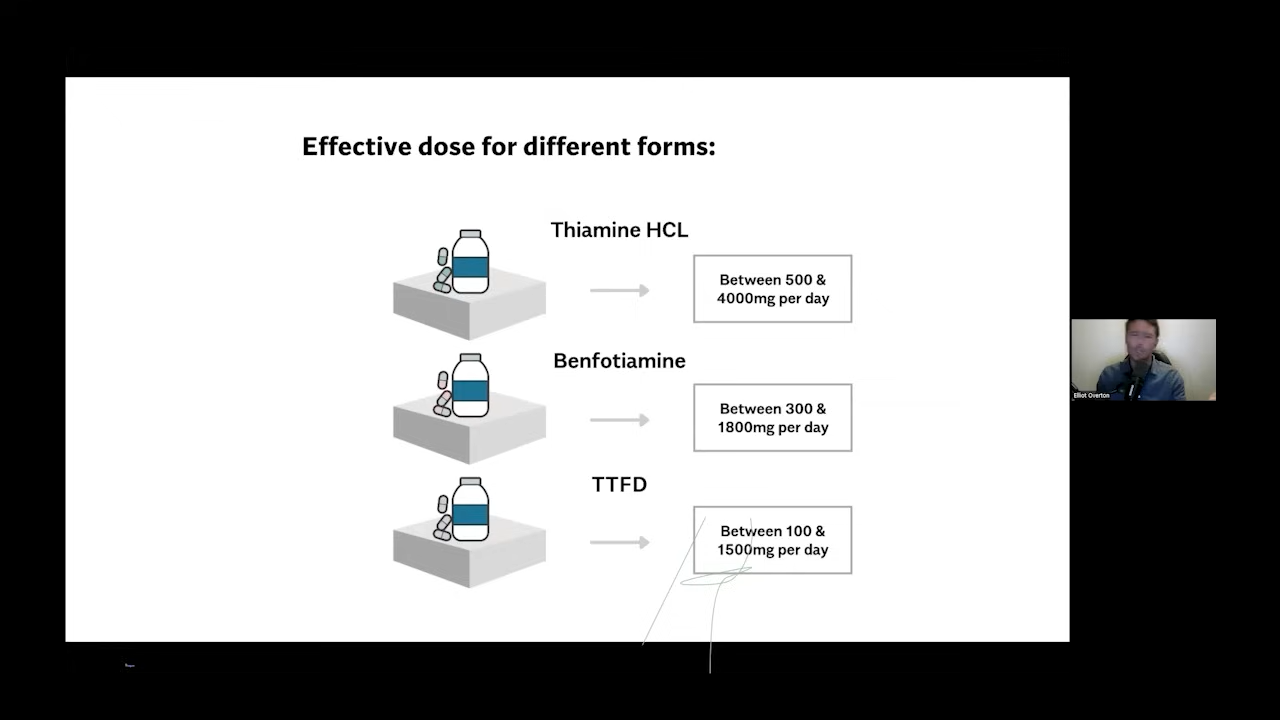 Effective dose for different forms:
Thiamine HCL
Between 500 &
4000mg per day
Benfotiamine
Between 300 &
1800mg per day
TTFD
Between 100 &
1500mg per day
Elliot Overton